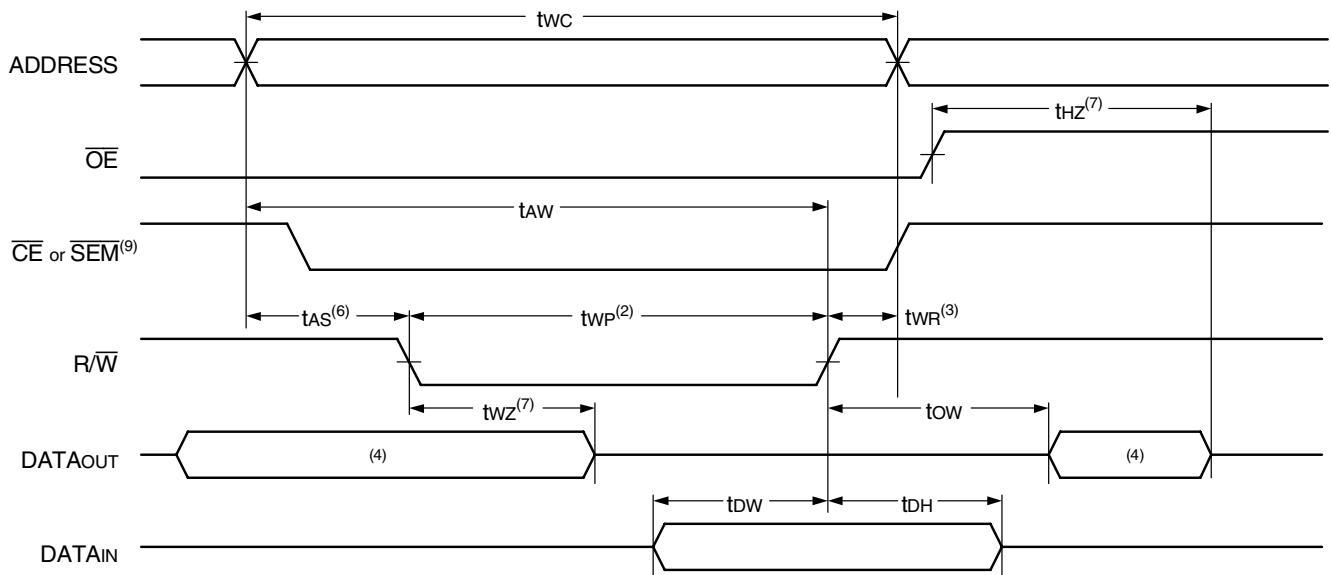 tWC
ADDRESS
tHZ(7)
OE
tAW
CE or SEM(9)
tAS(6) tWP(2) tWR(3)
R/W
tWZ(7) tOW
DATAOUT (4) (4)
tDW tDH
DATAIN